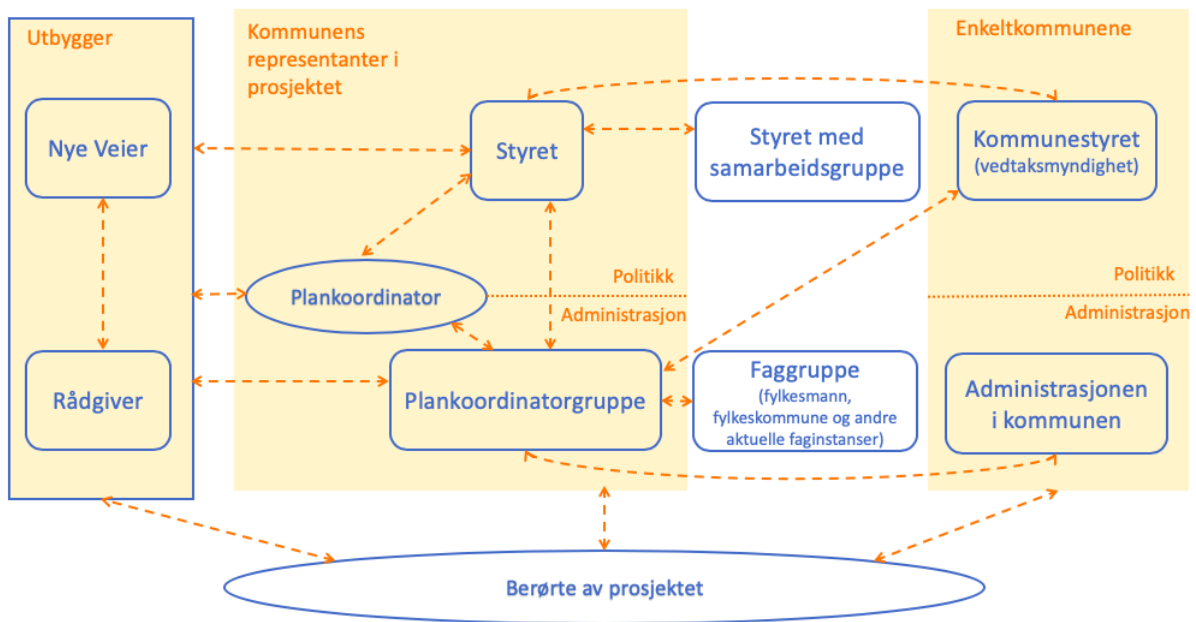 Utbygger
Nye Veier
Rådgiver
Kommunens
representanter i
prosjektet
Styret
Plankoordinator
Politikk
Administrasjon
Plankoordinatorgruppe
Styret med
samarbeidsgruppe
Faggruppe
(fylkesmann,
fylkeskommune og andre
aktuelle faginstanser)
Enkeltkommunene
Kommunestyret
(vedtaksmyndighet)
Politikk
Administrasjon
Administrasjonen
i kommunen
Berørte av prosjektet